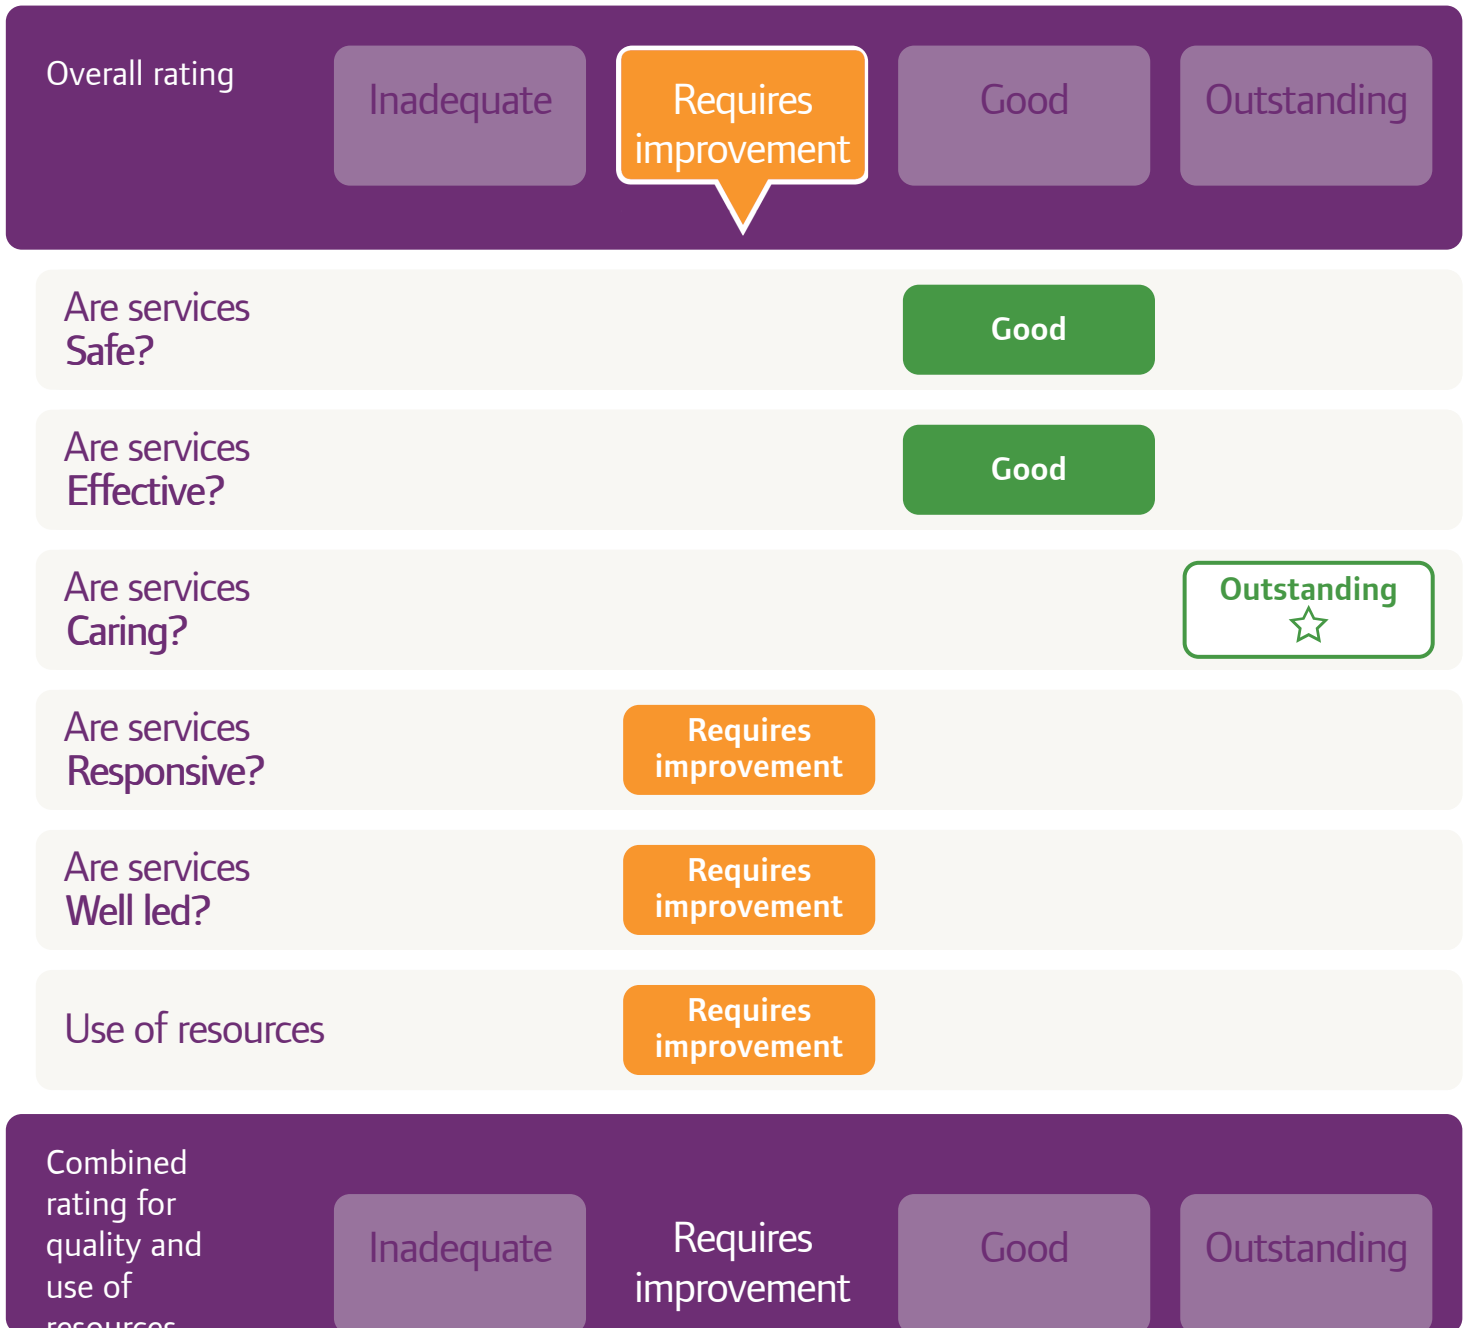 Overall rating
Inadequate
Requires
improvement
Good
Outstanding
Are services
Safe?
Good
Are services
Effective?
Good
Are services
Caring?
Outstanding
Are services
Responsive?
Requires
improvement
Are services
Well led?
Requires
improvement
Use of resources
Requires
improvement
Combined
rating for
quality and
use of
resources
Inadequate
Requires
improvement
Good
Outstanding